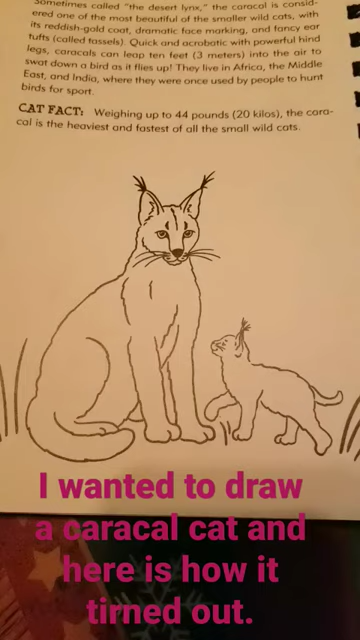 Sometimes called "the desert lynx," the caracal is consid-
ered one of the most beautiful of the smaller wild cats, with
its reddish-gold coat, dramatic face marking, and fancy ear
tufts (called tassels). Quick and acrobatic with powerful hind
legs, caracals can leap ten feet (3 meters) into the air to
swat down a bird as it flies up! They live in Africa, the Middle
East, and India, where they were once used by people to hunt
birds for sport.
CAT FACT: Weighing up to 44 pounds (20 kilos), the cara-
cal is the heaviest and fastest of all the small wild cats.
I wanted to draw
a caracal cat and
here is how it
tirned out.